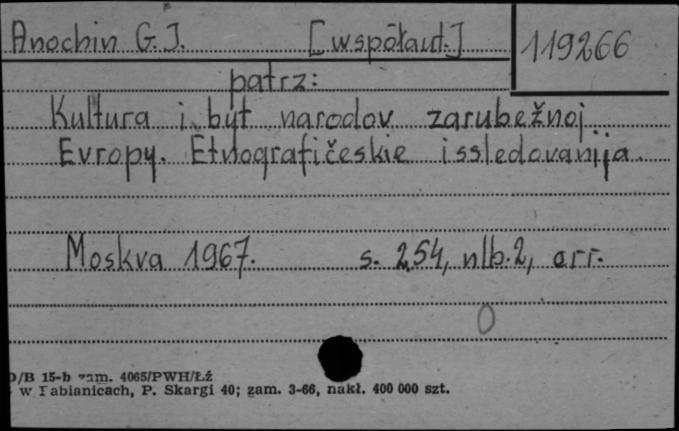 Anochin G. J. [współaut.] 119266
patrz:
Kultura i byt narodov zarubežnoj
Evropy. Etnografičeskie issledovanija.
Moskva 1967. s. 254, nlb. 2, err.
0
D/B 15-b zam. 4065/PWH/Łź
w Pabianicach, P. Skargi 40; zam. 3-66, nakł. 400 000 szt.